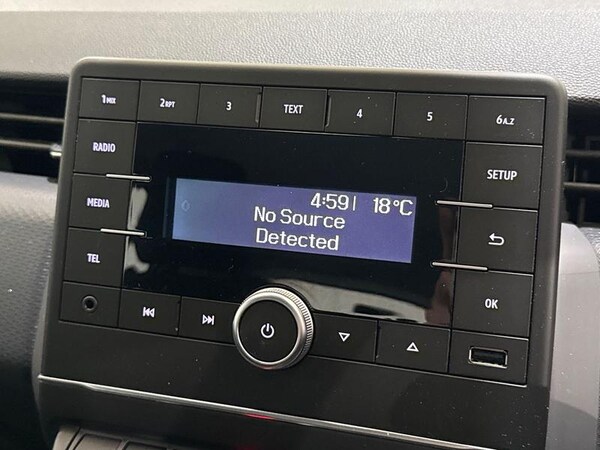 1MIX 2RPT 3 TEXT 4 5 6A.Z
RADIO
SETUP
4:59 18°C
MEDIA
No Source
Detected
TEL
OK